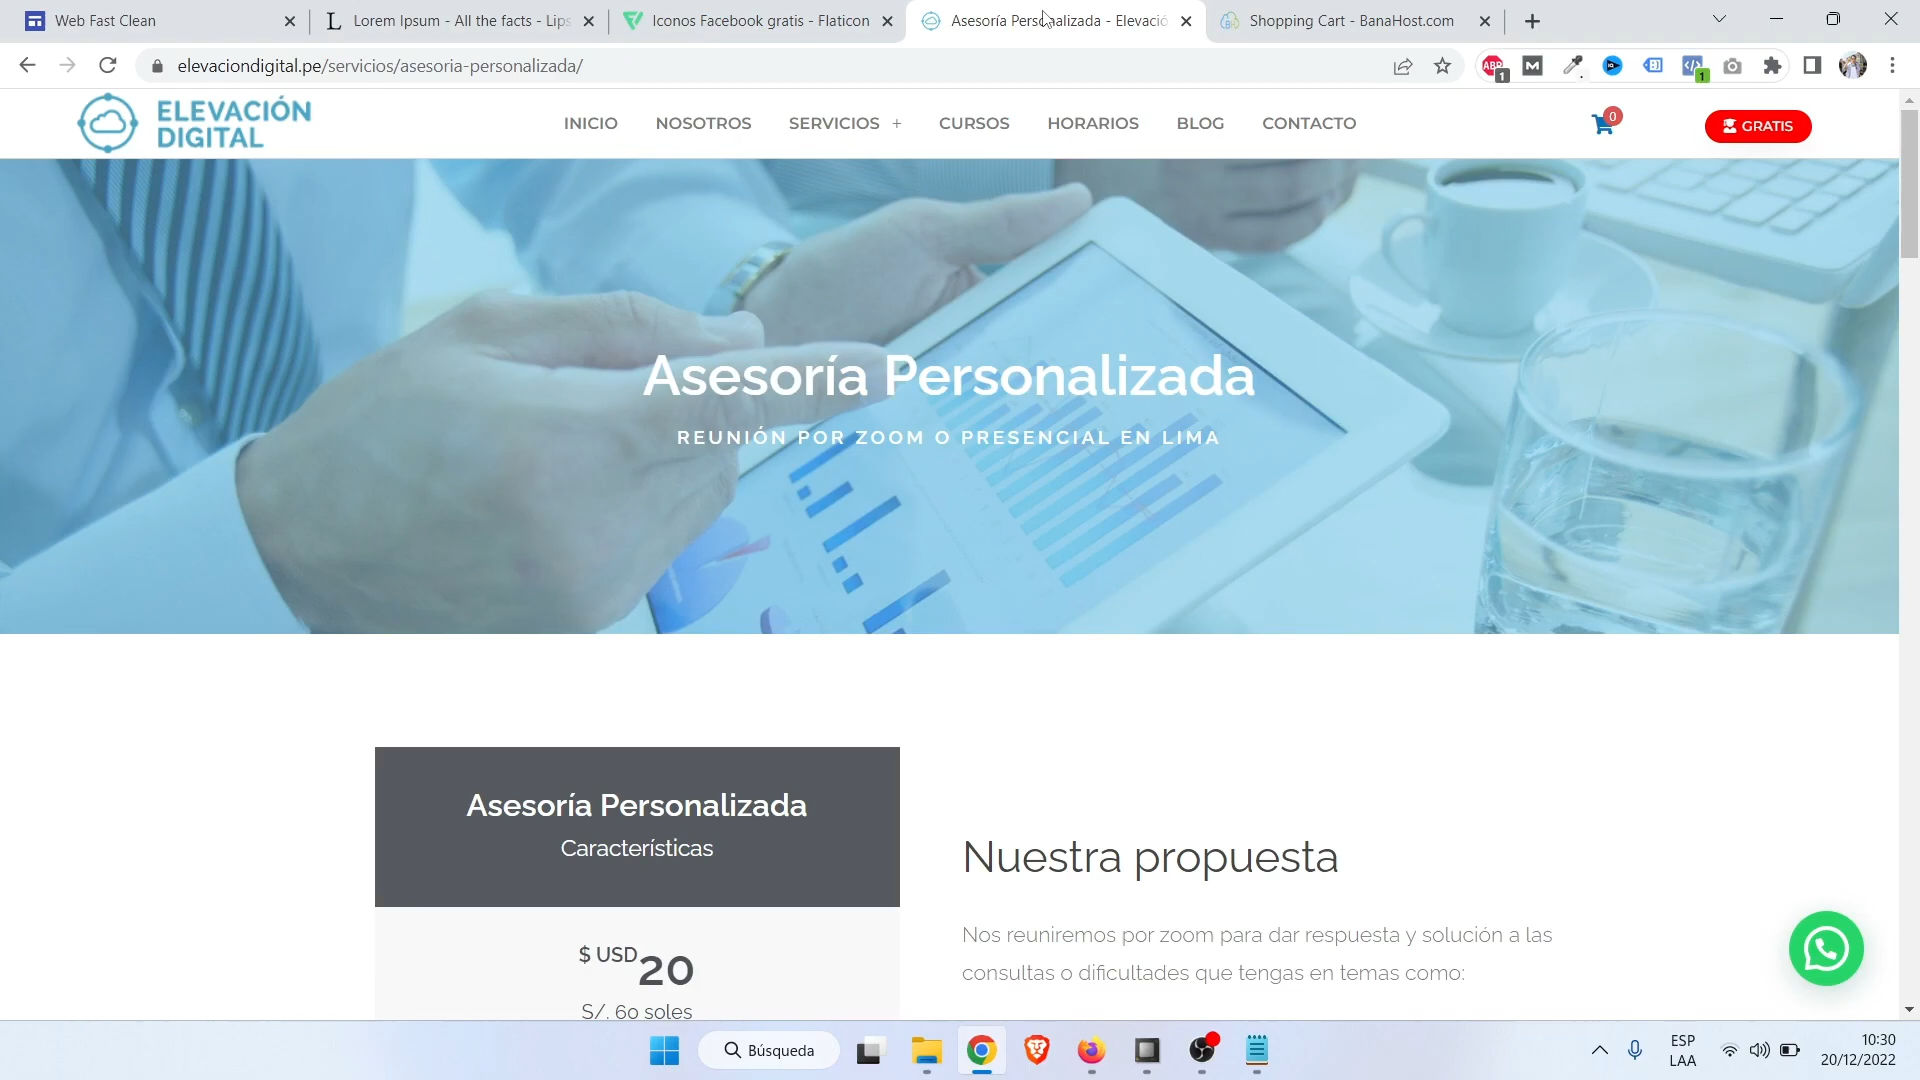 Web Fast Clean
Lorem Ipsum - All the facts - Lips
Iconos Facebook gratis - Flaticon
Asesoría Personalizada - Elevació
Shopping Cart - BanaHost.com
elevaciondigital.pe/servicios/asesoria-personalizada/
ABP
1
M
1
ELEVACIÓN
DIGITAL
INICIO
NOSOTROS
SERVICIOS +
CURSOS
HORARIOS
BLOG
CONTACTO
0
GRATIS
Asesoría Personalizada
REUNIÓN POR ZOOM O PRESENCIAL EN LIMA
Asesoría Personalizada
Características
$ USD 20
S/. 60 soles
Nuestra propuesta
Nos reuniremos por zoom para dar respuesta y solución a las
consultas o dificultades que tengas en temas como:
Búsqueda
ESP
LAA
10:30
20/12/2022